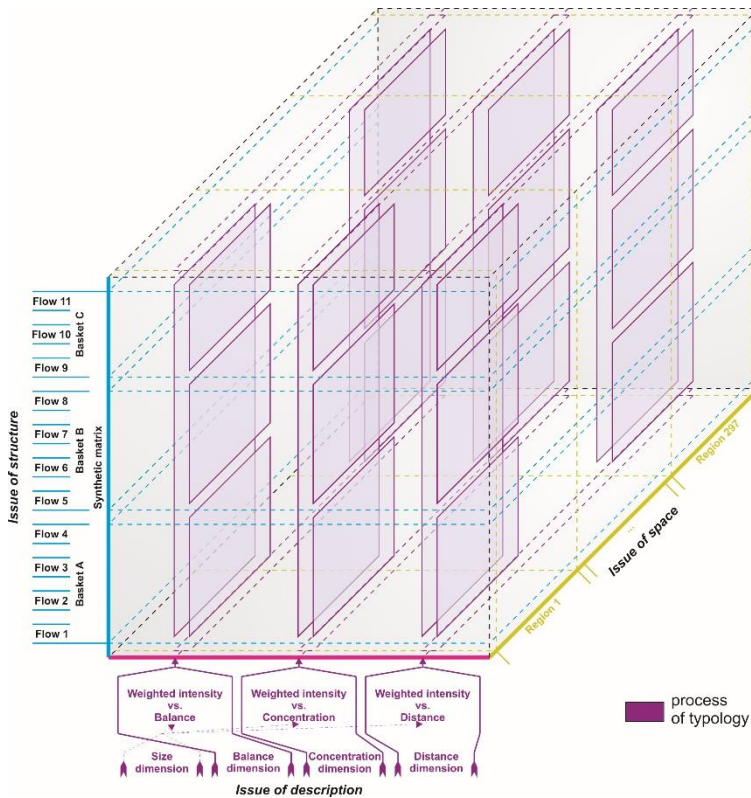 Issue of structure
Flow 11
Flow 10
Flow 9
Basket C
Flow 8
Flow 7
Flow 6
Flow 5
Basket B
Flow 4
Flow 3
Flow 2
Flow 1
Basket A
Synthetic matrix
Region 1
...
Region 297
Issue of space
Weighted intensity
vs.
Balance
Weighted intensity
vs.
Concentration
Weighted intensity
vs.
Distance
Size
dimension
Balance
dimension
Concentration
dimension
Distance
dimension
Issue of description
process
of typology